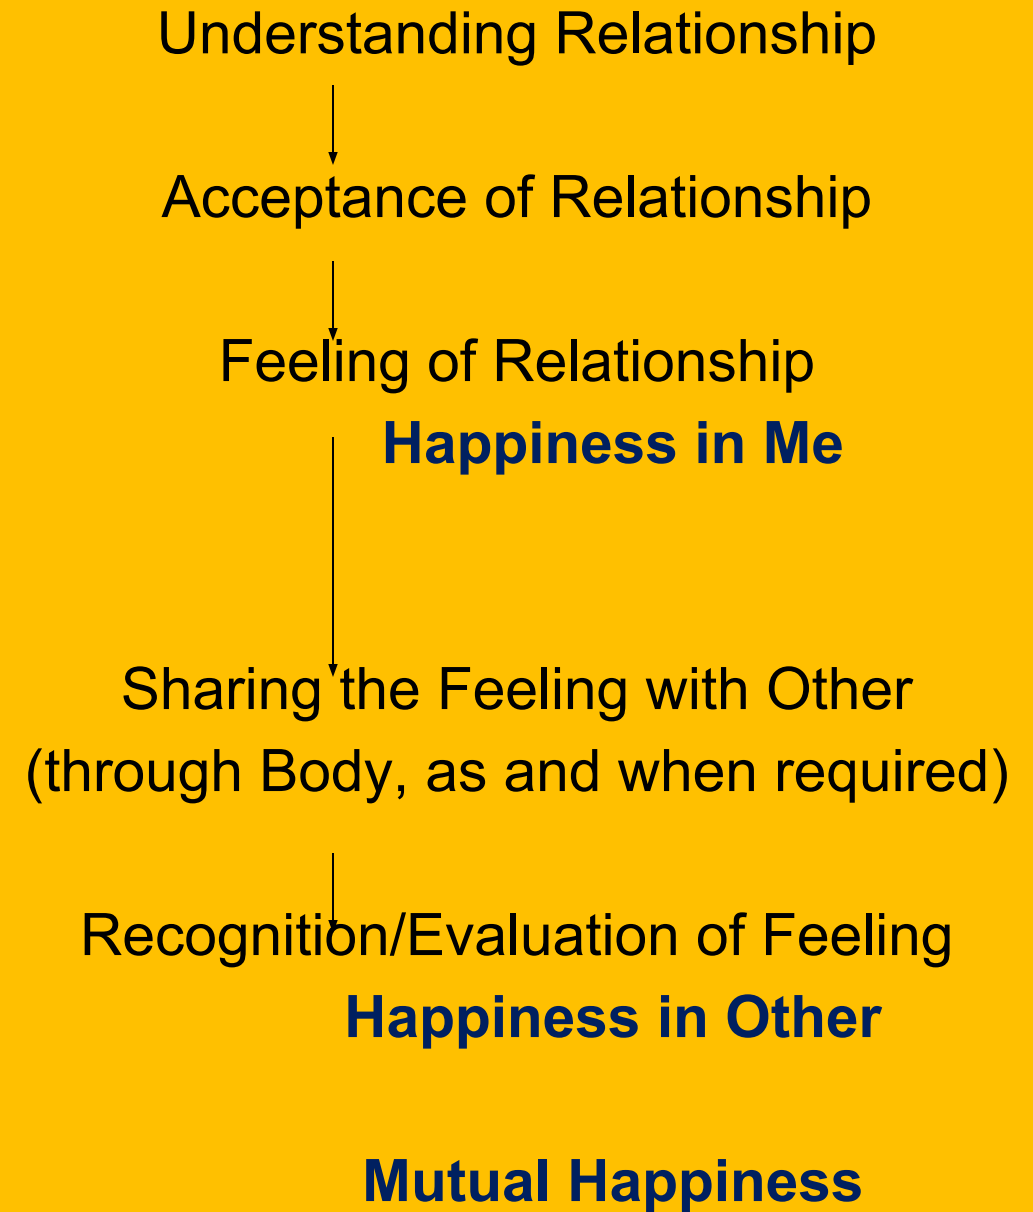 Understanding Relationship
Acceptance of Relationship
Feeling of Relationship
Happiness in Me
Sharing the Feeling with Other
(through Body, as and when required)
Recognition/Evaluation of Feeling
Happiness in Other
Mutual Happiness